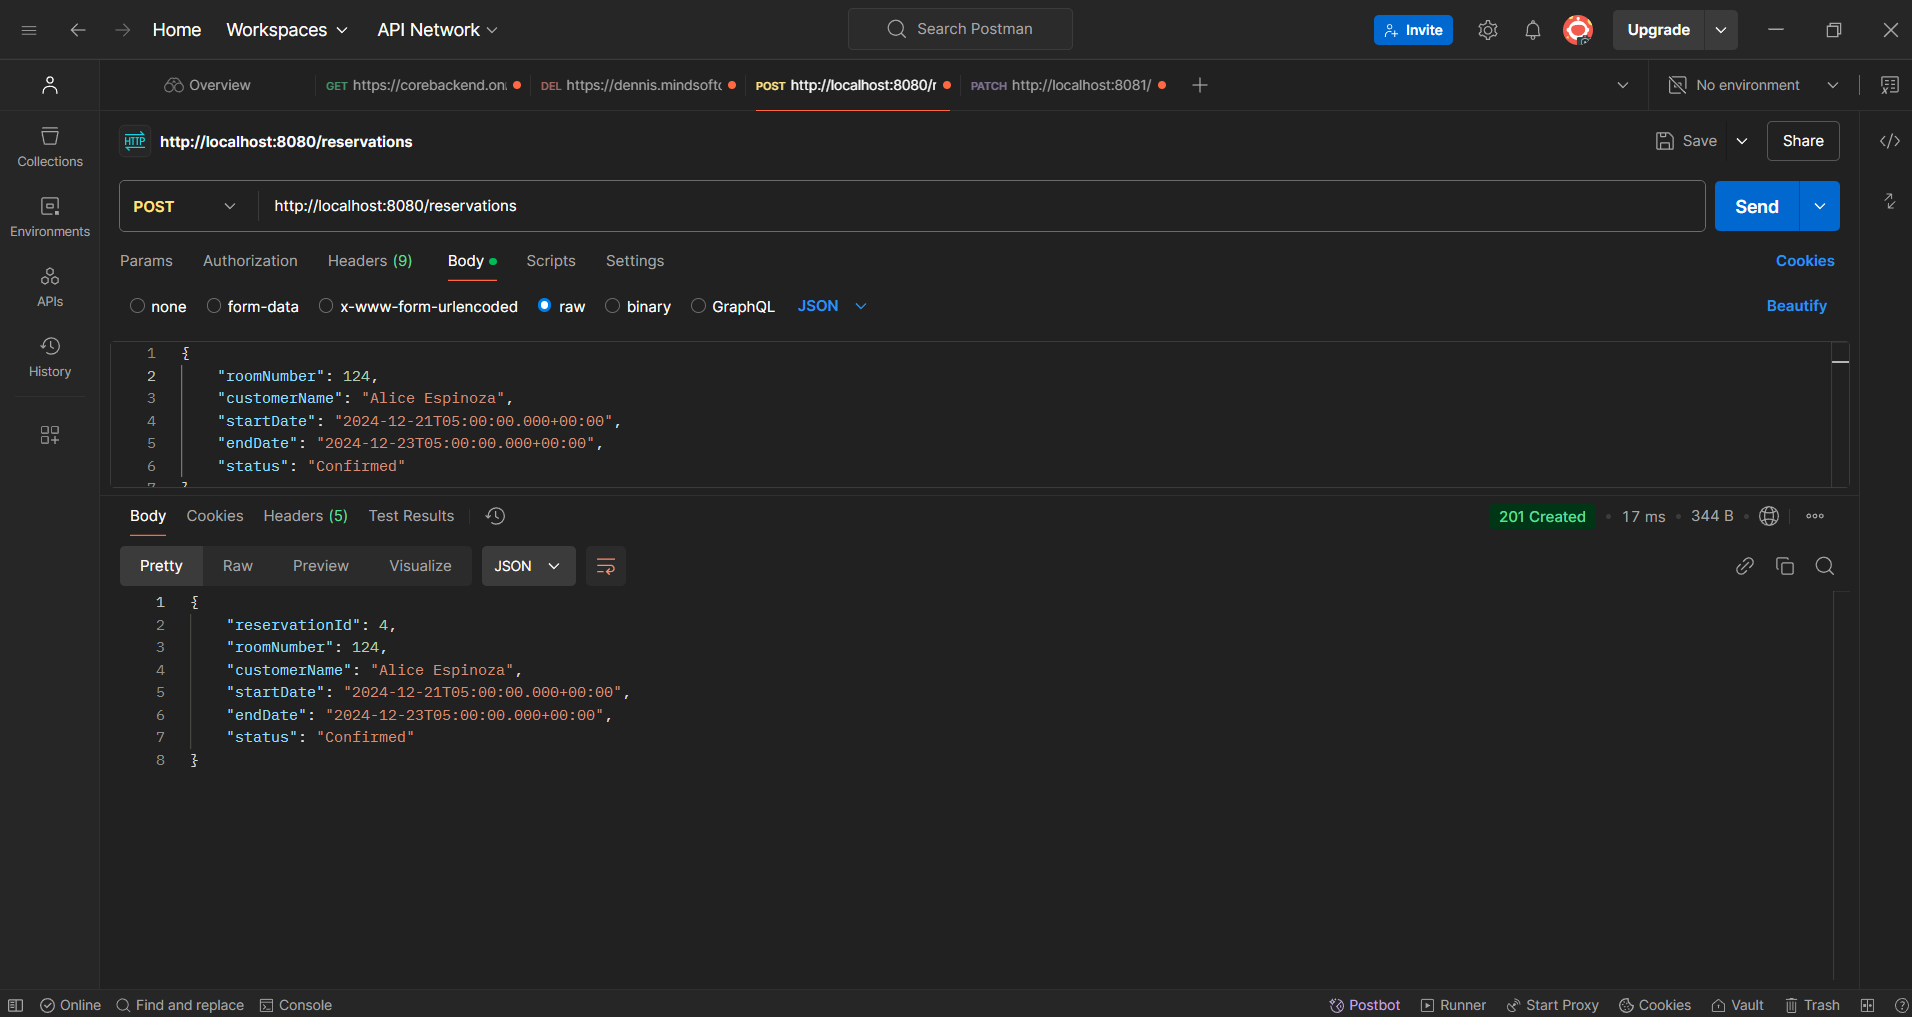 Home Workspaces API Network Search Postman Invite Upgrade
Overview GET https://corebackend.on DEL https://dennis.mindsoft POST http://localhost:8080/r PATCH http://localhost:8081/ No environment
HTTP http://localhost:8080/reservations Save Share
Collections
POST http://localhost:8080/reservations Send
Environments
Params Authorization Headers (9) Body Scripts Settings Cookies
APIs
none form-data x-www-form-urlencoded raw binary GraphQL JSON Beautify
History
1 {
2 "roomNumber": 124,
3 "customerName": "Alice Espinoza",
4 "startDate": "2024-12-21T05:00:00.000+00:00",
5 "endDate": "2024-12-23T05:00:00.000+00:00",
6 "status": "Confirmed"
7 }
Body Cookies Headers (5) Test Results 201 Created 17 ms 344 B
Pretty Raw Preview Visualize JSON
1 {
2 "reservationId": 4,
3 "roomNumber": 124,
4 "customerName": "Alice Espinoza",
5 "startDate": "2024-12-21T05:00:00.000+00:00",
6 "endDate": "2024-12-23T05:00:00.000+00:00",
7 "status": "Confirmed"
8 }
Online Find and replace Console Postbot Runner Start Proxy Cookies Vault Trash